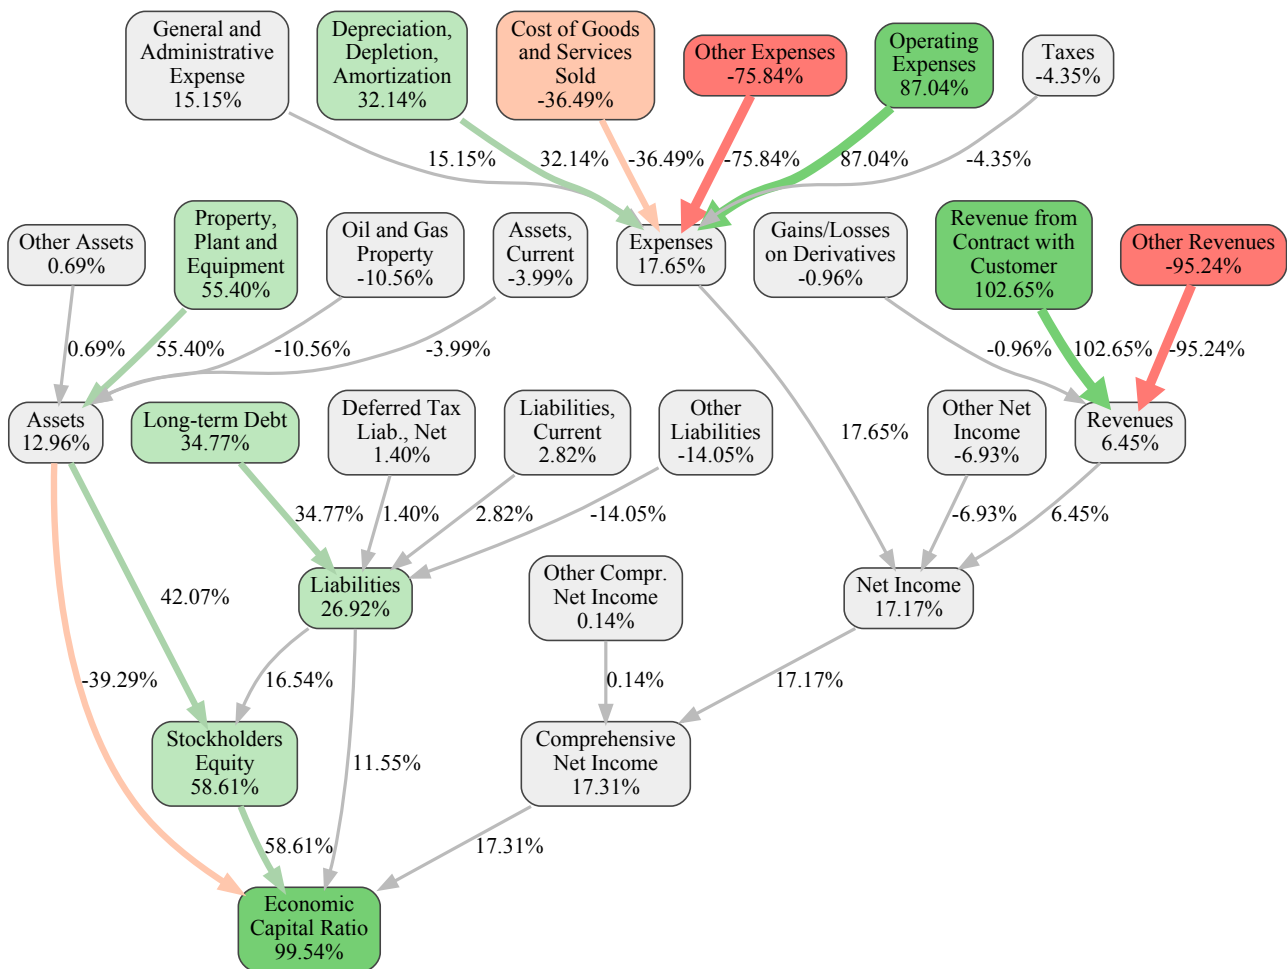 General and
Administrative
Expense
15.15%
Depreciation,
Depletion,
Amortization
32.14%
Cost of Goods
and Services
Sold
-36.49%
Other Expenses
-75.84%
Operating
Expenses
87.04%
Taxes
-4.35%
15.15%
32.14%
-36.49%
-75.84%
87.04%
-4.35%
Other Assets
0.69%
Property,
Plant and
Equipment
55.40%
Oil and Gas
Property
-10.56%
Assets,
Current
-3.99%
Expenses
17.65%
Gains/Losses
on Derivatives
-0.96%
Revenue from
Contract with
Customer
102.65%
Other Revenues
-95.24%
0.69%
55.40%
-10.56%
-3.99%
-0.96%
102.65%
-95.24%
Assets
12.96%
Long-term Debt
34.77%
Deferred Tax
Liab., Net
1.40%
Liabilities,
Current
2.82%
Other
Liabilities
-14.05%
17.65%
Other Net
Income
-6.93%
Revenues
6.45%
34.77%
1.40%
2.82%
-14.05%
-6.93%
6.45%
42.07%
Liabilities
26.92%
Other Compr.
Net Income
0.14%
Net Income
17.17%
-39.29%
16.54%
0.14%
17.17%
Stockholders
Equity
58.61%
11.55%
Comprehensive
Net Income
17.31%
58.61%
17.31%
Economic
Capital Ratio
99.54%